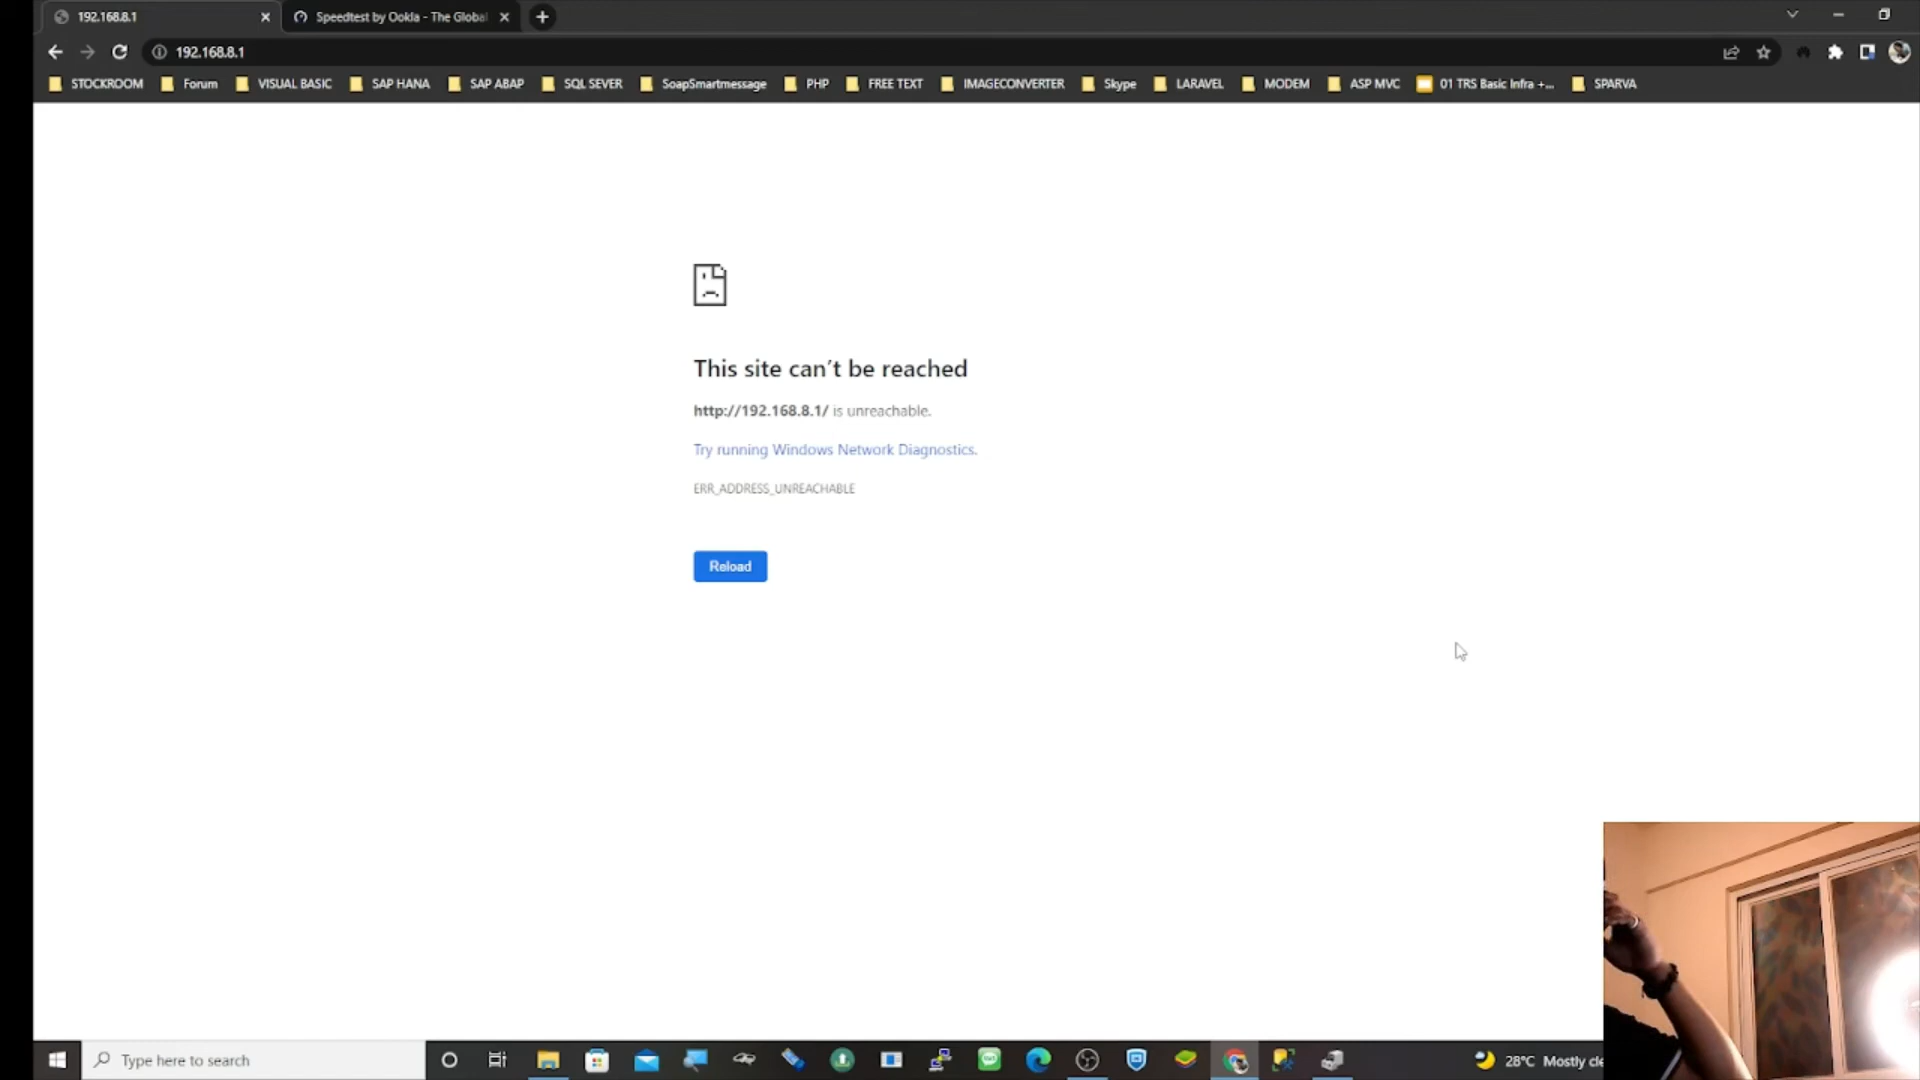 192.168.8.1
Speedtest by Ookla - The Global
192.168.8.1
STOCKROOM Forum VISUAL BASIC SAP HANA SAP ABAP SQL SEVER SoapSmartmessage PHP FREE TEXT IMAGECONVERTER Skype LARAVEL MODEM ASP MVC 01 TRS Basic Infra +... SPARVA
This site can't be reached
http://192.168.8.1/ is unreachable.
Try running Windows Network Diagnostics.
ERR_ADDRESS_UNREACHABLE
Reload
Type here to search
28°C Mostly cle